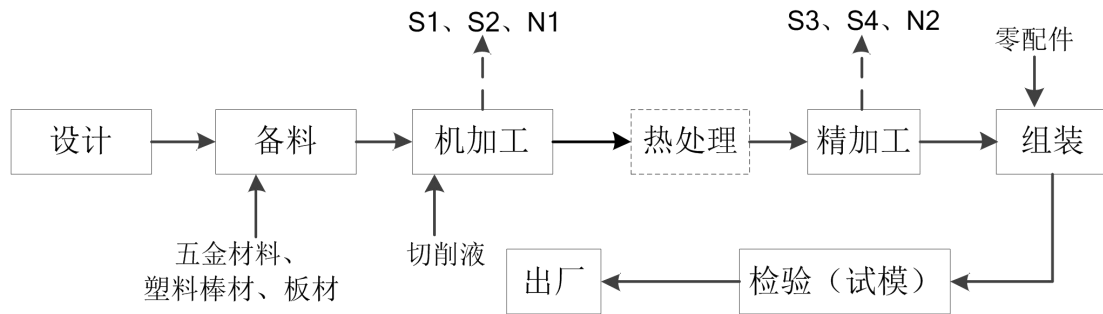 S1、S2、N1
S3、S4、N2
零配件
设计
备料
机加工
热处理
精加工
组装
五金材料、
塑料棒材、板材
切削液
出厂
检验（试模）